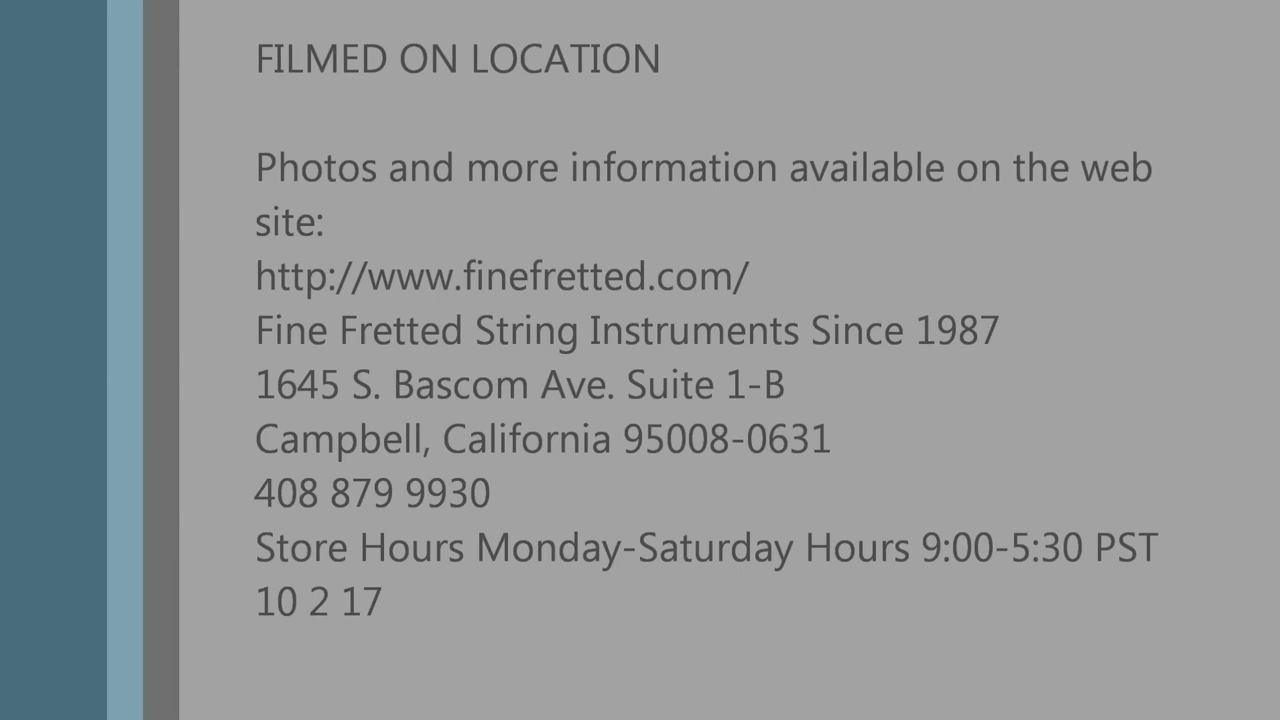 FILMED ON LOCATION
Photos and more information available on the web
site:
http://www.finefretted.com/
Fine Fretted String Instruments Since 1987
1645 S. Bascom Ave. Suite 1-B
Campbell, California 95008-0631
408 879 9930
Store Hours Monday-Saturday Hours 9:00-5:30 PST
10 2 17